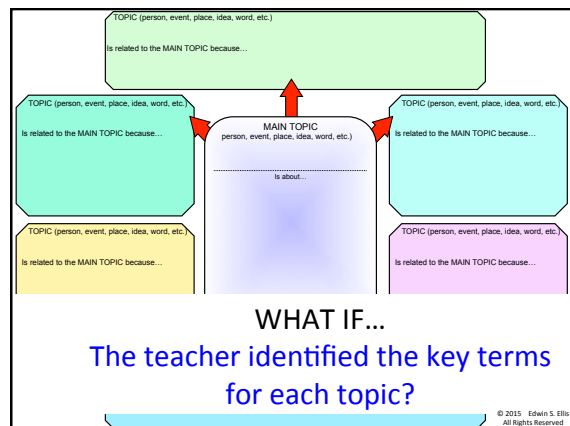 TOPIC (person, event, place, idea, word, etc.)
Is related to the MAIN TOPIC because…
TOPIC (person, event, place, idea, word, etc.)
Is related to the MAIN TOPIC because…
MAIN TOPIC
person, event, place, idea, word, etc.)
Is about…
TOPIC (person, event, place, idea, word, etc.)
Is related to the MAIN TOPIC because…
TOPIC (person, event, place, idea, word, etc.)
Is related to the MAIN TOPIC because…
TOPIC (person, event, place, idea, word, etc.)
Is related to the MAIN TOPIC because…
WHAT IF…
The teacher identified the key terms
for each topic?
© 2015 Edwin S. Ellis
All Rights Reserved